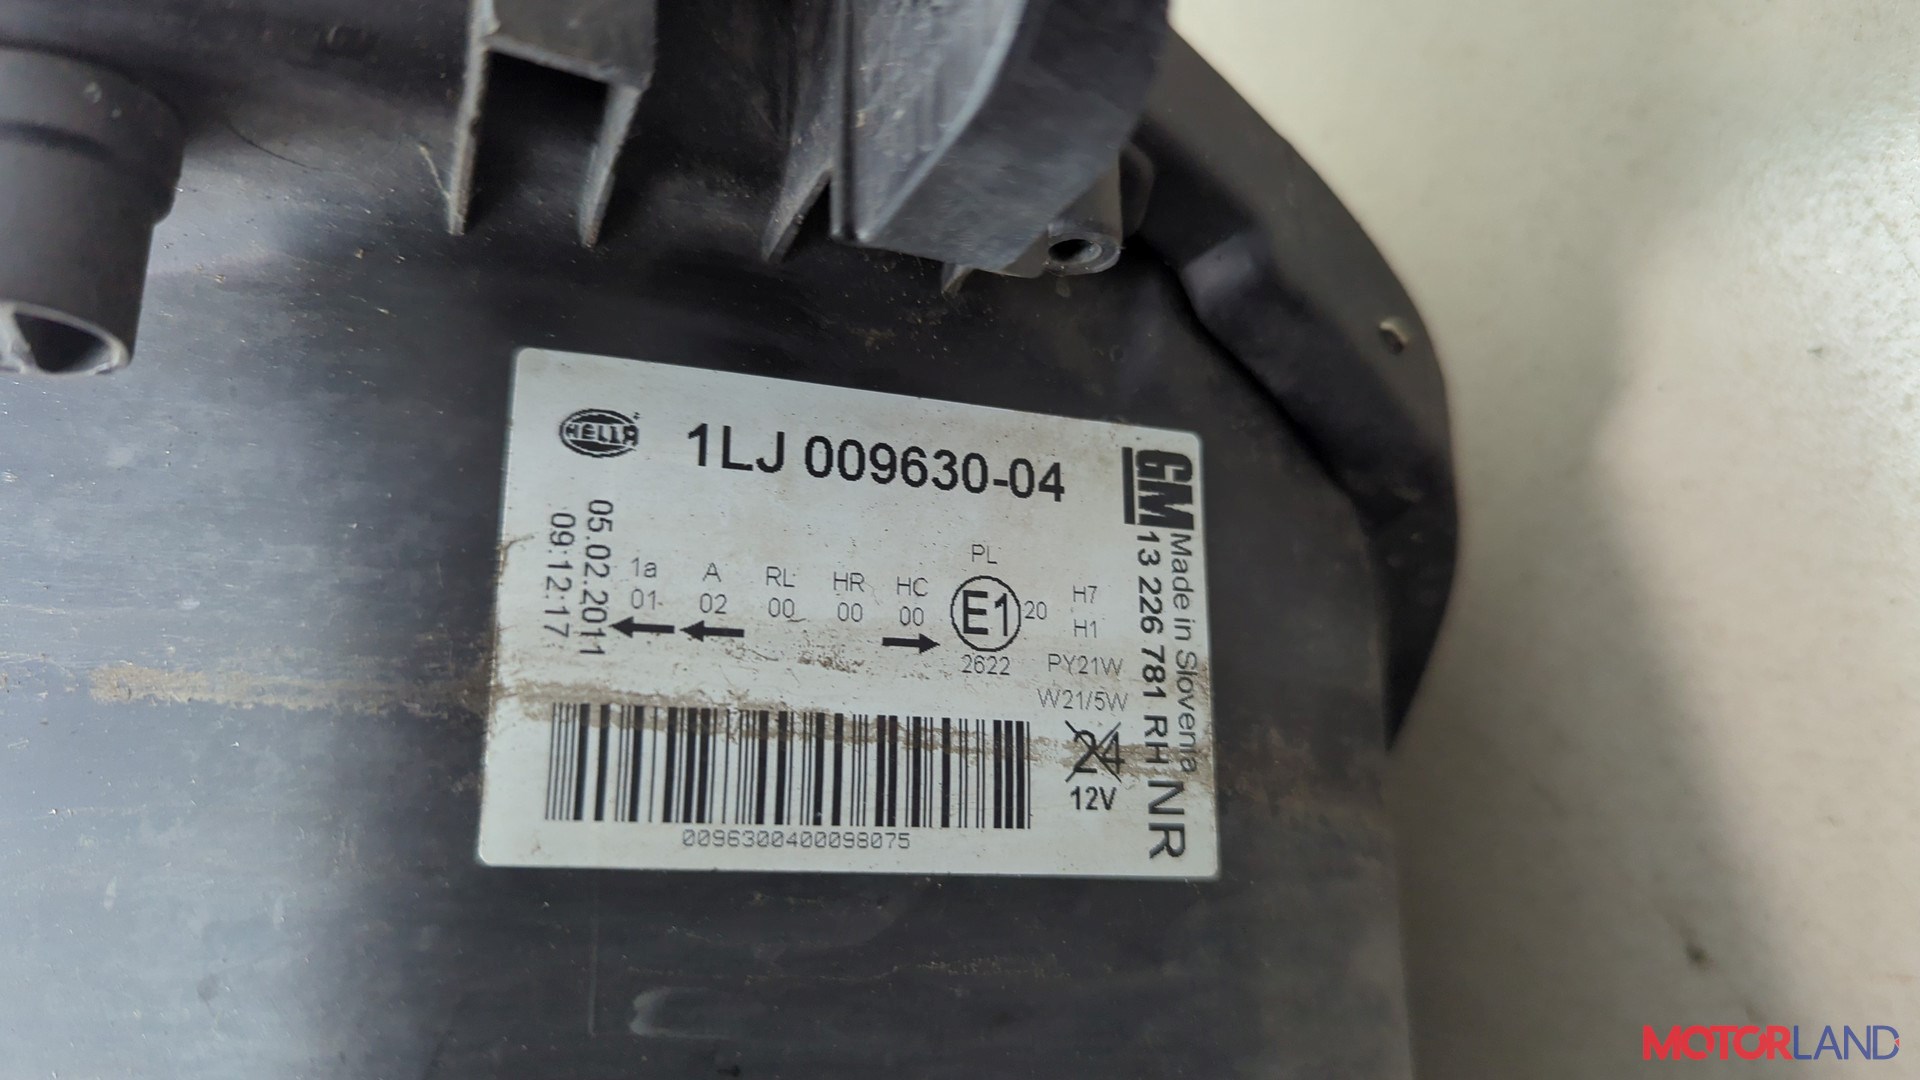 HELLA
1LJ 009630-04
GM
13 226 781 RH NR
Made in Slovenia
05.02.2011
09:12:17
1a A RL HR HC PL
01 02 00 00 00 E1 20
2622
H7
H1
PY21W
W21/5W
24
12V
0096300400098075
MOTORLAND